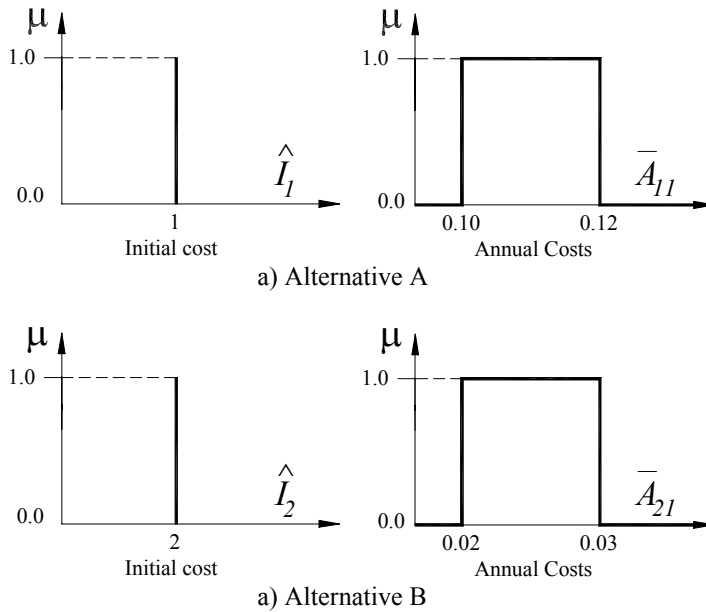 μ μ
1.0 1.0
Î₁ A̅₁₁
0.0 0.0
1 0.10 0.12
Initial cost Annual Costs
a) Alternative A
μ μ
1.0 1.0
Î₂ A̅₂₁
0.0 0.0
2 0.02 0.03
Initial cost Annual Costs
a) Alternative B